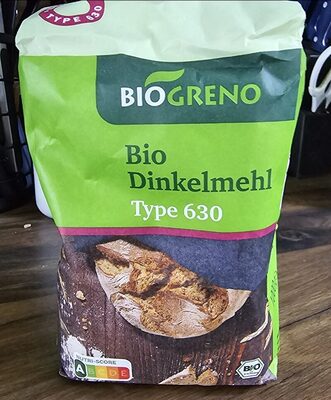 TYPE 630
BIOGRENO
Bio
Dinkelmehl
Type 630
NUTRI-SCORE
A B C D E
BIO